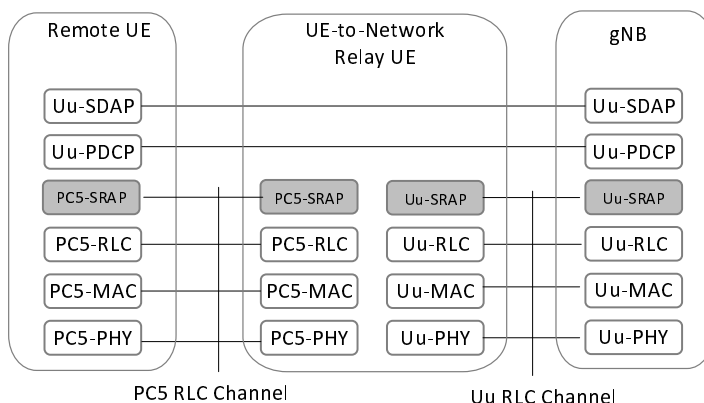 Remote UE
UE-to-Network
Relay UE
gNB
Uu-SDAP
Uu-SDAP
Uu-PDCP
Uu-PDCP
PC5-SRAP
PC5-SRAP
Uu-SRAP
Uu-SRAP
PC5-RLC
PC5-RLC
Uu-RLC
Uu-RLC
PC5-MAC
PC5-MAC
Uu-MAC
Uu-MAC
PC5-PHY
PC5-PHY
Uu-PHY
Uu-PHY
PC5 RLC Channel
Uu RLC Channel